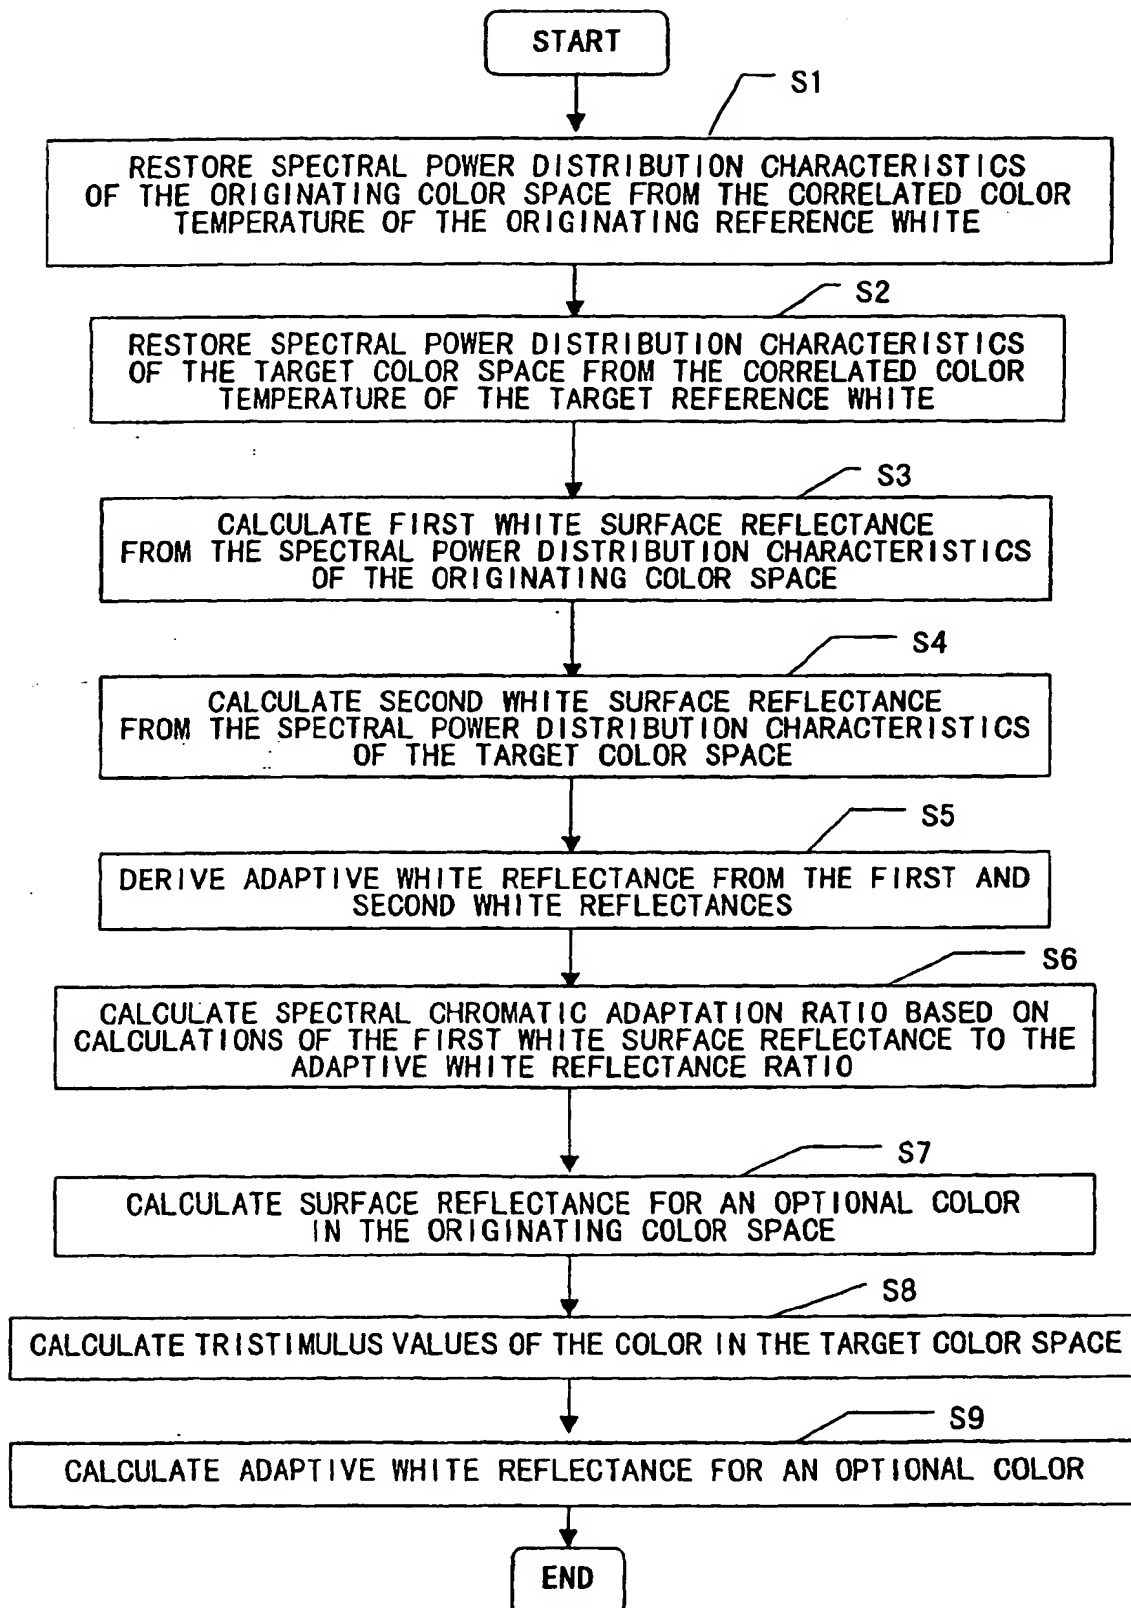 START
S1
RESTORE SPECTRAL POWER DISTRIBUTION CHARACTERISTICS
OF THE ORIGINATING COLOR SPACE FROM THE CORRELATED COLOR
TEMPERATURE OF THE ORIGINATING REFERENCE WHITE
S2
RESTORE SPECTRAL POWER DISTRIBUTION CHARACTERISTICS
OF THE TARGET COLOR SPACE FROM THE CORRELATED COLOR
TEMPERATURE OF THE TARGET REFERENCE WHITE
S3
CALCULATE FIRST WHITE SURFACE REFLECTANCE
FROM THE SPECTRAL POWER DISTRIBUTION CHARACTERISTICS
OF THE ORIGINATING COLOR SPACE
S4
CALCULATE SECOND WHITE SURFACE REFLECTANCE
FROM THE SPECTRAL POWER DISTRIBUTION CHARACTERISTICS
OF THE TARGET COLOR SPACE
S5
DERIVE ADAPTIVE WHITE REFLECTANCE FROM THE FIRST AND
SECOND WHITE REFLECTANCES
S6
CALCULATE SPECTRAL CHROMATIC ADAPTATION RATIO BASED ON
CALCULATIONS OF THE FIRST WHITE SURFACE REFLECTANCE TO THE
ADAPTIVE WHITE REFLECTANCE RATIO
S7
CALCULATE SURFACE REFLECTANCE FOR AN OPTIONAL COLOR
IN THE ORIGINATING COLOR SPACE
S8
CALCULATE TRISTIMULUS VALUES OF THE COLOR IN THE TARGET COLOR SPACE
S9
CALCULATE ADAPTIVE WHITE REFLECTANCE FOR AN OPTIONAL COLOR
END